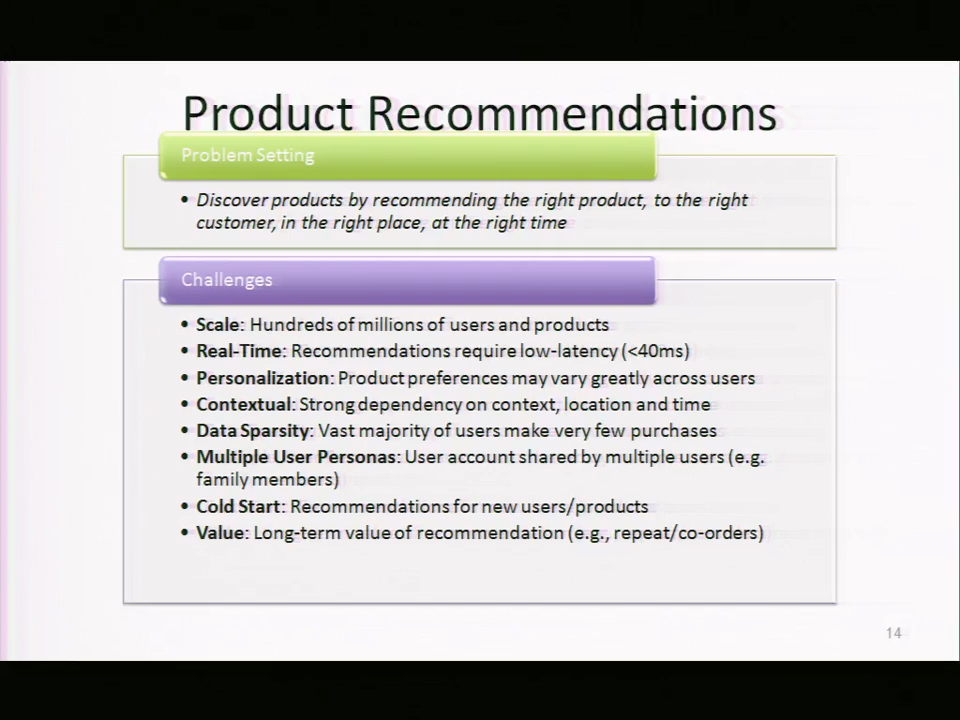 Product Recommendations
Problem Setting
• Discover products by recommending the right product, to the right
customer, in the right place, at the right time
Challenges
• Scale: Hundreds of millions of users and products
• Real-Time: Recommendations require low-latency (<40ms)
• Personalization: Product preferences may vary greatly across users
• Contextual: Strong dependency on context, location and time
• Data Sparsity: Vast majority of users make very few purchases
• Multiple User Personas: User account shared by multiple users (e.g.
family members)
• Cold Start: Recommendations for new users/products
• Value: Long-term value of recommendation (e.g., repeat/co-orders)
14